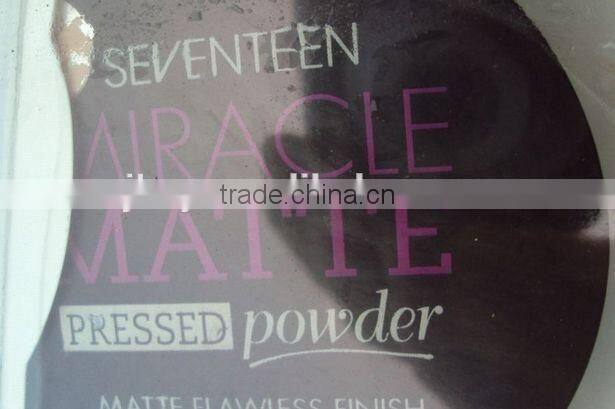 SEVENTEEN
MIRACLE
trade.china.cn
MATTE
PRESSED powder
MATTE FLAWLESS FINISH